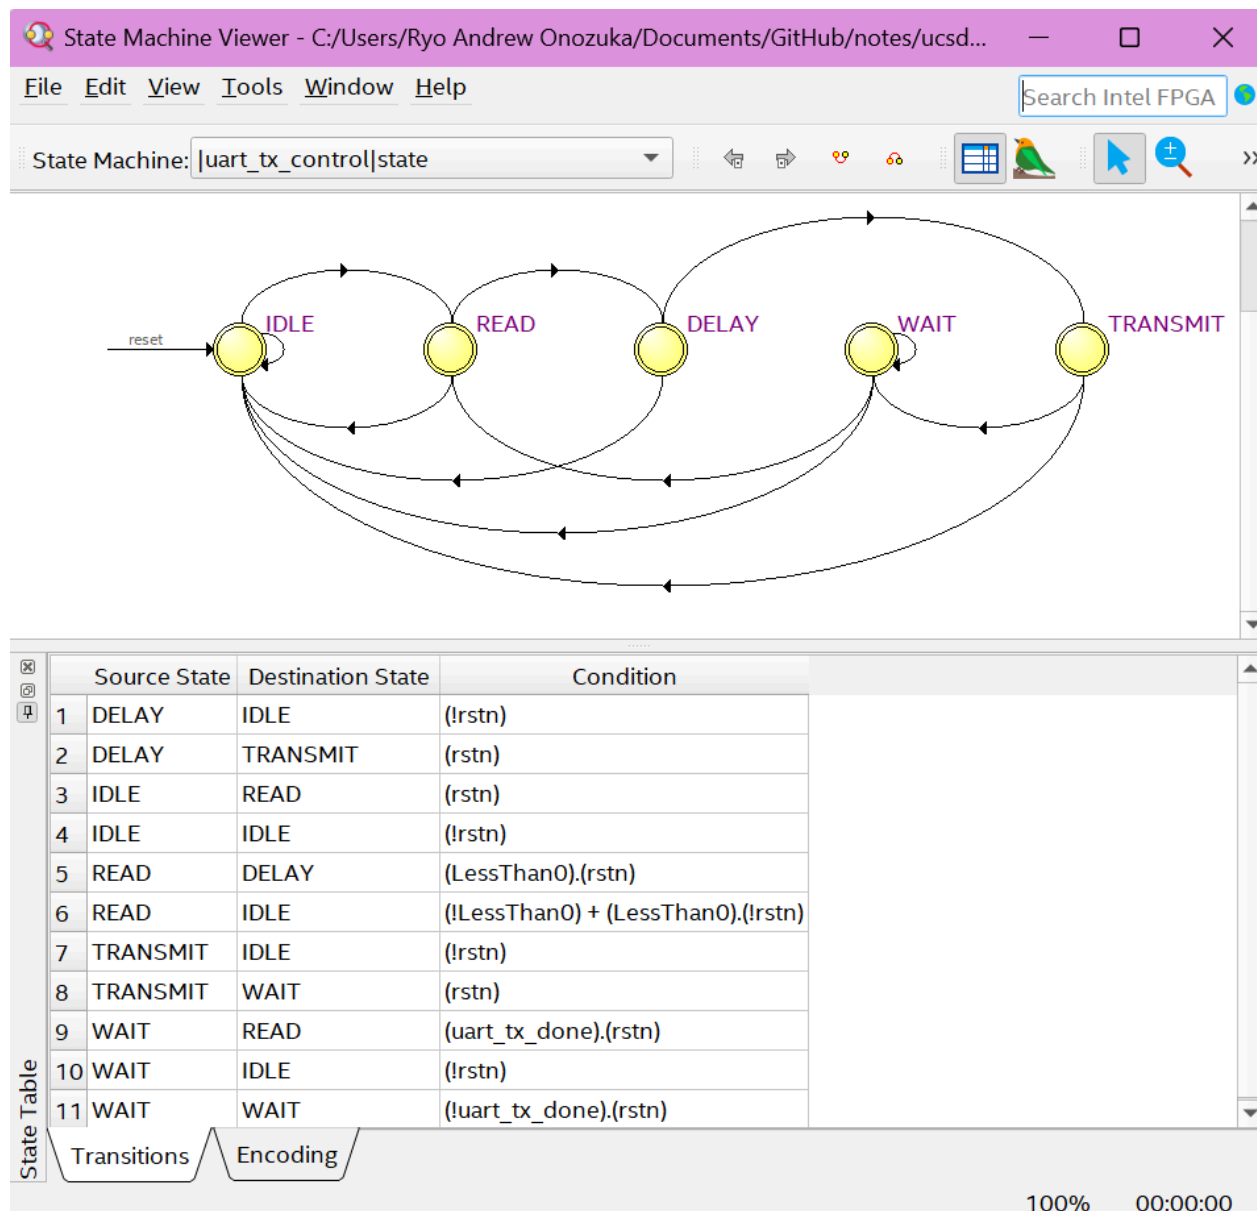 State Machine Viewer - C:/Users/Ryo Andrew Onozuka/Documents/GitHub/notes/ucsd...
File Edit View Tools Window Help
Search Intel FPGA
State Machine: |uart_tx_control|state
reset
IDLE READ DELAY WAIT TRANSMIT
Source State Destination State Condition
1 DELAY IDLE (!rstn)
2 DELAY TRANSMIT (rstn)
3 IDLE READ (rstn)
4 IDLE IDLE (!rstn)
5 READ DELAY (LessThan0).(rstn)
6 READ IDLE (!LessThan0) + (LessThan0).(!rstn)
7 TRANSMIT IDLE (!rstn)
8 TRANSMIT WAIT (rstn)
9 WAIT READ (uart_tx_done).(rstn)
10 WAIT IDLE (!rstn)
11 WAIT WAIT (!uart_tx_done).(rstn)
State Table
Transitions Encoding
100% 00:00:00